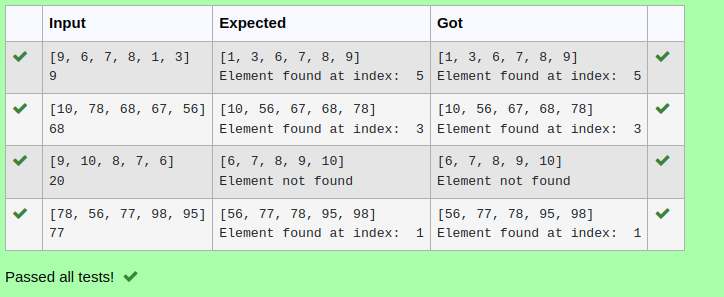 Input Expected Got
[9, 6, 7, 8, 1, 3] [1, 3, 6, 7, 8, 9] [1, 3, 6, 7, 8, 9]
9 Element found at index:  5 Element found at index:  5
[10, 78, 68, 67, 56] [10, 56, 67, 68, 78] [10, 56, 67, 68, 78]
68 Element found at index:  3 Element found at index:  3
[9, 10, 8, 7, 6] [6, 7, 8, 9, 10] [6, 7, 8, 9, 10]
20 Element not found Element not found
[78, 56, 77, 98, 95] [56, 77, 78, 95, 98] [56, 77, 78, 95, 98]
77 Element found at index:  1 Element found at index:  1
Passed all tests!